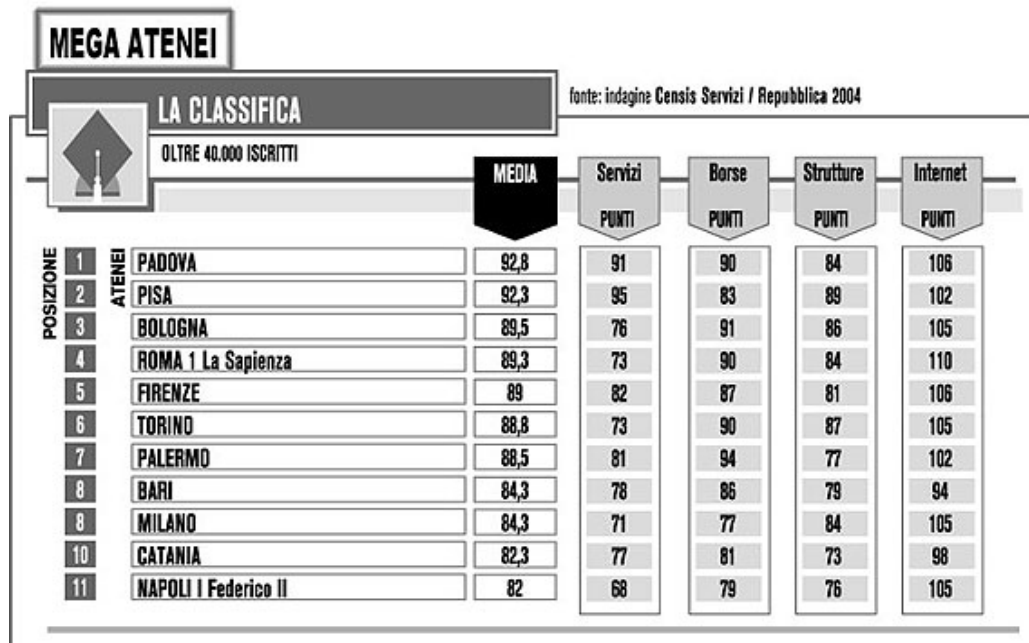 MEGA ATENEI
LA CLASSIFICA
fonte: indagine Censis Servizi / Repubblica 2004
OLTRE 40.000 ISCRITTI
MEDIA Servizi Borse Strutture Internet
PUNTI PUNTI PUNTI PUNTI
POSIZIONE ATENEI
1 PADOVA 92,8 91 90 84 106
2 PISA 92,3 95 83 89 102
3 BOLOGNA 89,5 76 91 86 105
4 ROMA 1 La Sapienza 89,3 73 90 84 110
5 FIRENZE 89 82 87 81 106
6 TORINO 88,8 73 90 87 105
7 PALERMO 88,5 81 94 77 102
8 BARI 84,3 78 86 79 94
8 MILANO 84,3 71 77 84 105
10 CATANIA 82,3 77 81 73 98
11 NAPOLI I Federico II 82 68 79 76 105